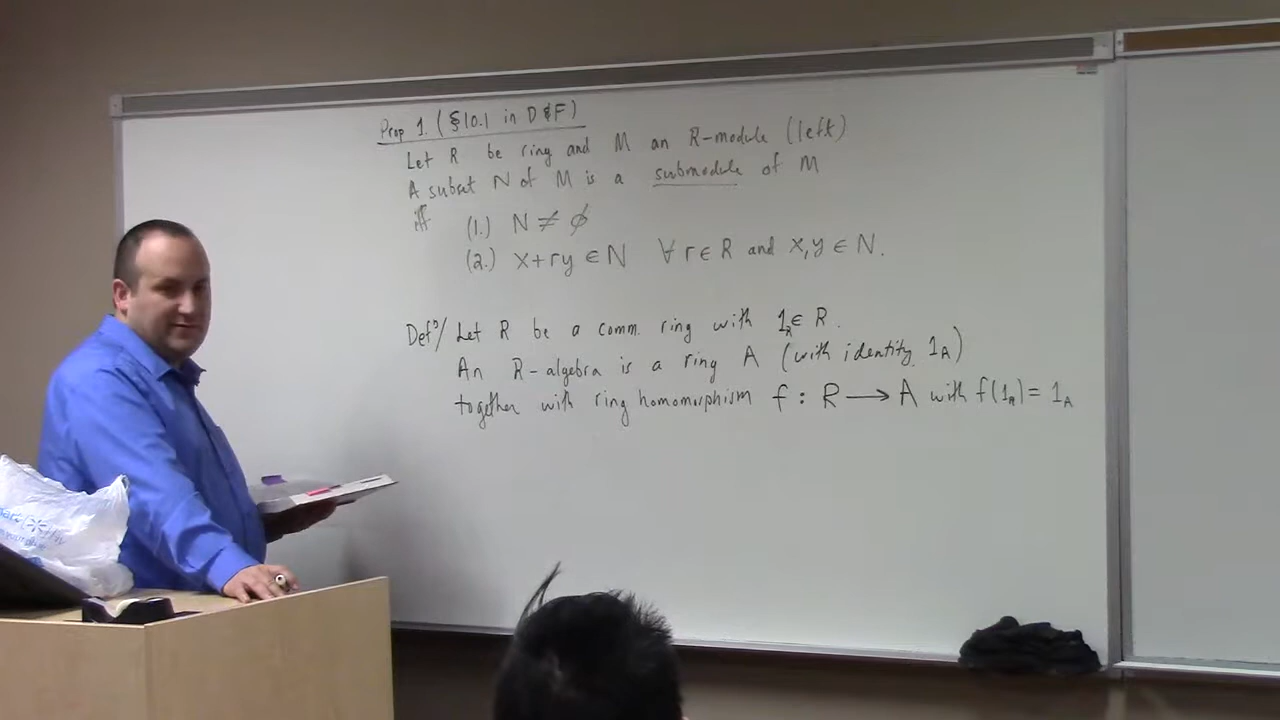 Prop 1. (§10.1 in D&F)
Let R be ring and M an R-module (left)
A subset N of M is a submodule of M
iff (1.) N ≠ ∅
(2.) x+ry ∈ N ∀ r ∈ R and x,y ∈ N.
Defⁿ/ Let R be a comm. ring with 1_R ∈ R.
An R-algebra is a ring A (with identity 1_A)
together with ring homomorphism f : R ⟶ A with f(1_R) = 1_A